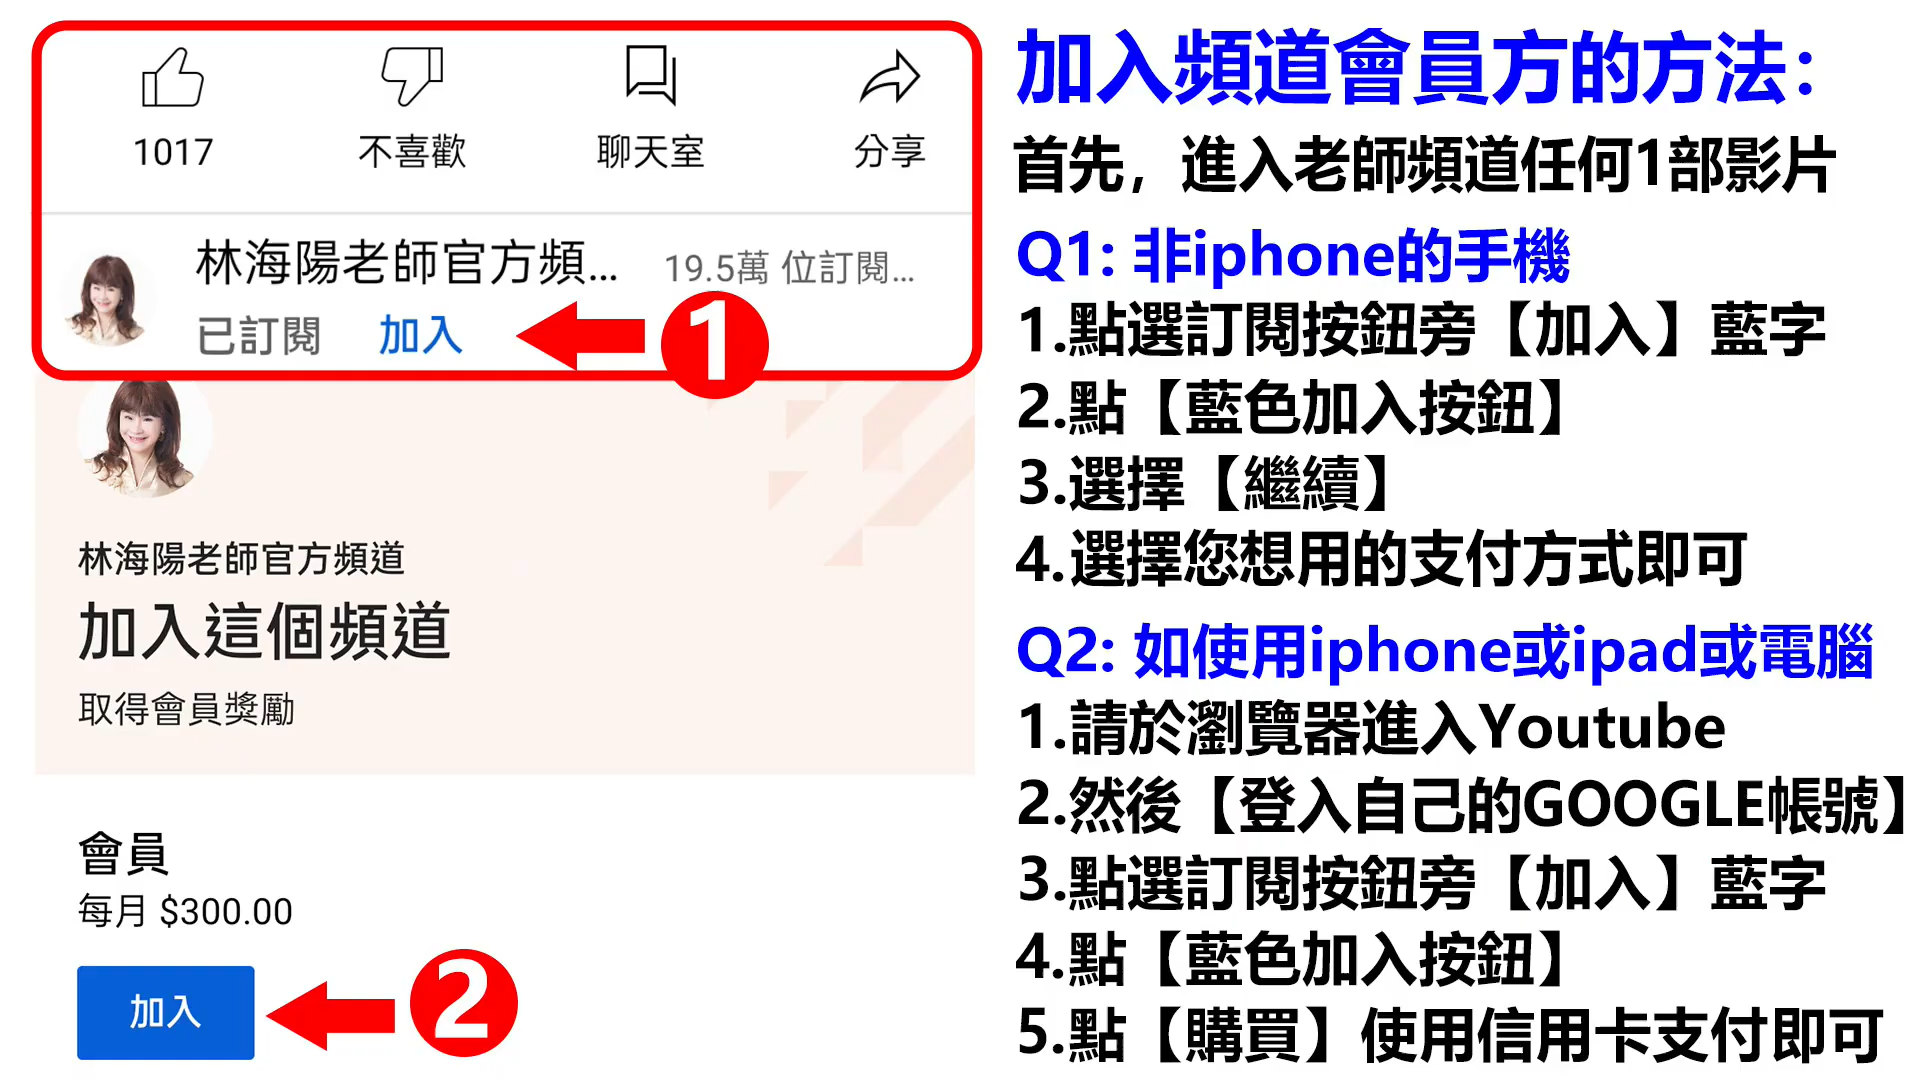 1017
不喜歡
聊天室
分享
林海陽老師官方頻...
19.5萬 位訂閱...
已訂閱
加入
1
林海陽老師官方頻道
加入這個頻道
取得會員獎勵
會員
每月 $300.00
加入
2
加入頻道會員方的方法：
首先，進入老師頻道任何1部影片
Q1: 非iphone的手機
1.點選訂閱按鈕旁【加入】藍字
2.點【藍色加入按鈕】
3.選擇【繼續】
4.選擇您想用的支付方式即可
Q2: 如使用iphone或ipad或電腦
1.請於瀏覽器進入Youtube
2.然後【登入自己的GOOGLE帳號】
3.點選訂閱按鈕旁【加入】藍字
4.點【藍色加入按鈕】
5.點【購買】使用信用卡支付即可